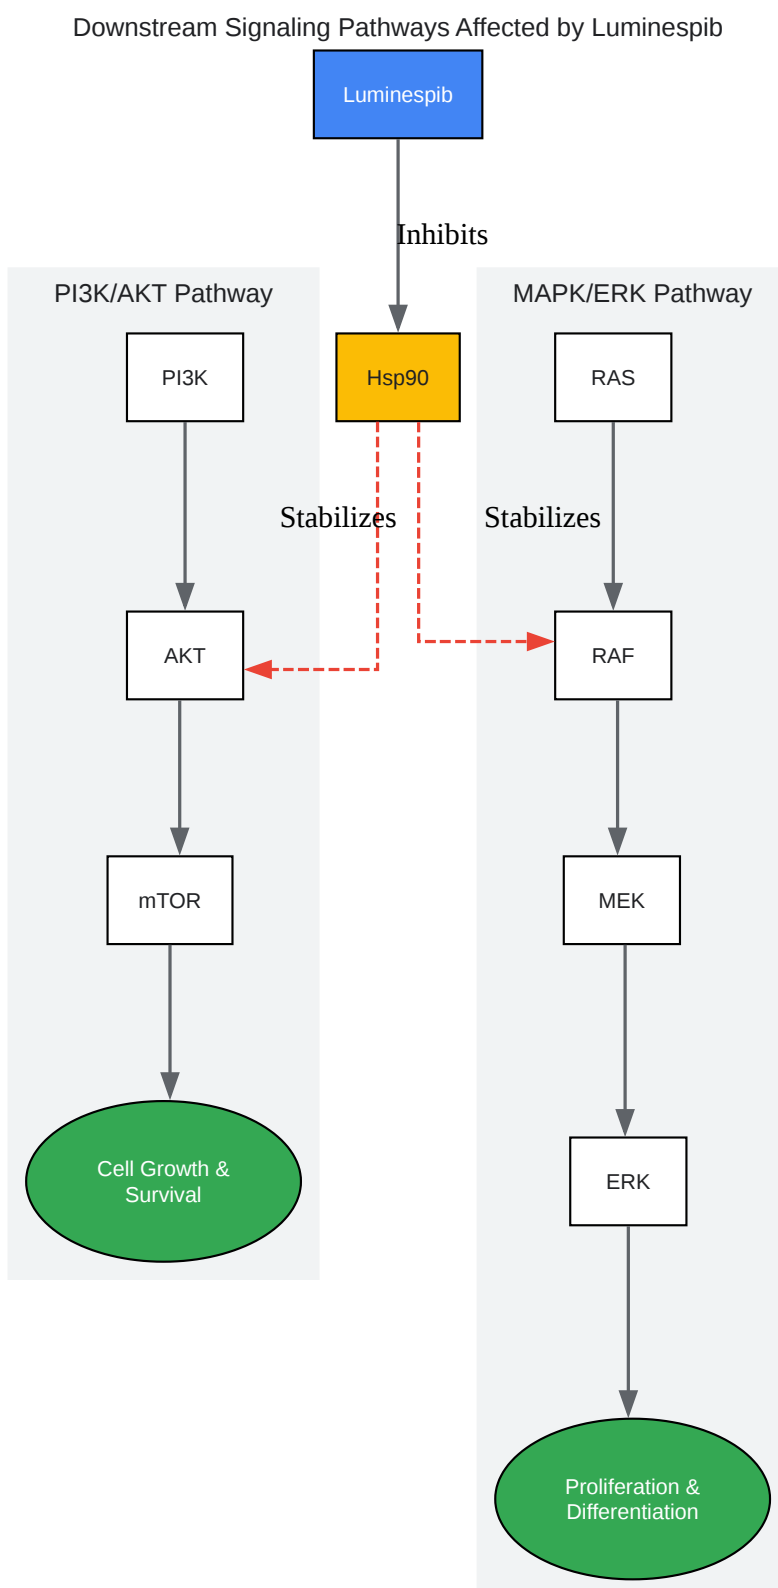 Downstream Signaling Pathways Affected by Luminespib
Luminespib
Inhibits
PI3K/AKT Pathway
MAPK/ERK Pathway
PI3K
Hsp90
RAS
Stabilizes
Stabilizes
AKT
RAF
mTOR
MEK
Cell Growth &
Survival
ERK
Proliferation &
Differentiation